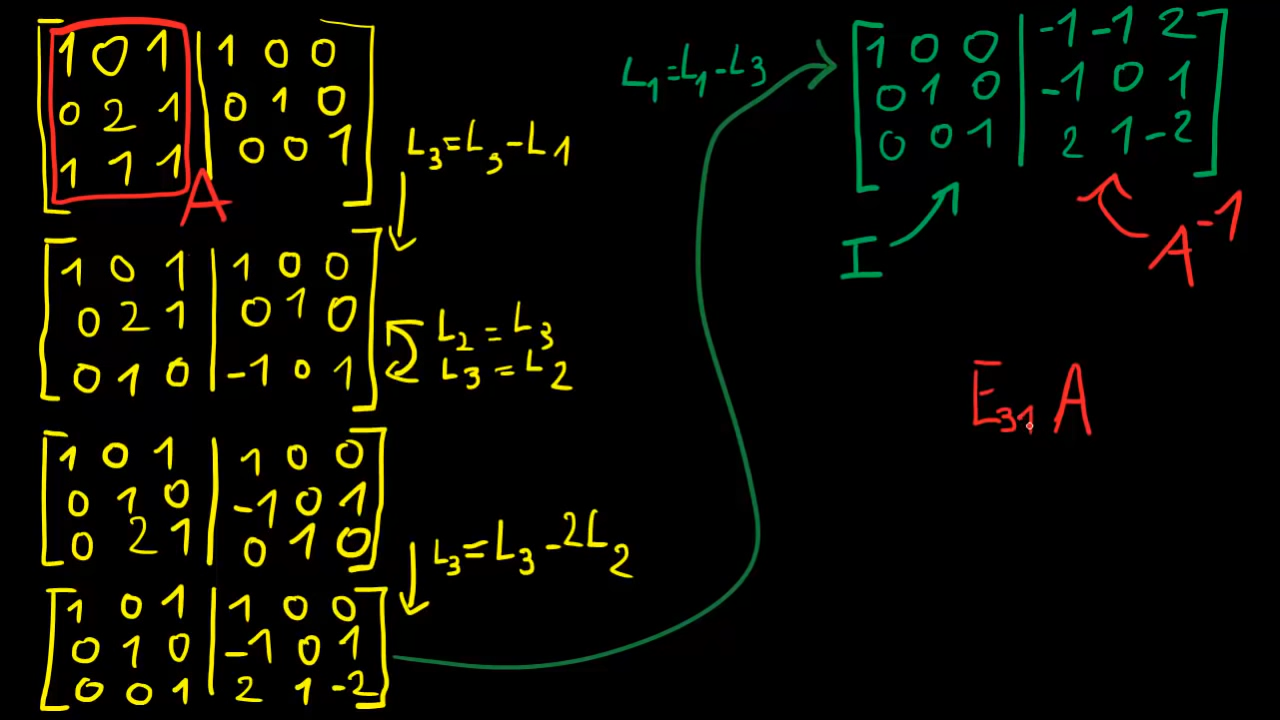 1 0 1 | 1 0 0
0 2 1 | 0 1 0
1 1 1 | 0 0 1
A
L3=L3-L1
1 0 1 | 1 0 0
0 2 1 | 0 1 0
0 1 0 | -1 0 1
L2 = L3
L3 = L2
1 0 1 | 1 0 0
0 1 0 | -1 0 1
0 2 1 | 0 1 0
L3=L3-2L2
1 0 1 | 1 0 0
0 1 0 | -1 0 1
0 0 1 | 2 1 -2
L1=L1-L3
1 0 0 | -1 -1 2
0 1 0 | -1 0 1
0 0 1 | 2 1 -2
I
A-1
E31 A